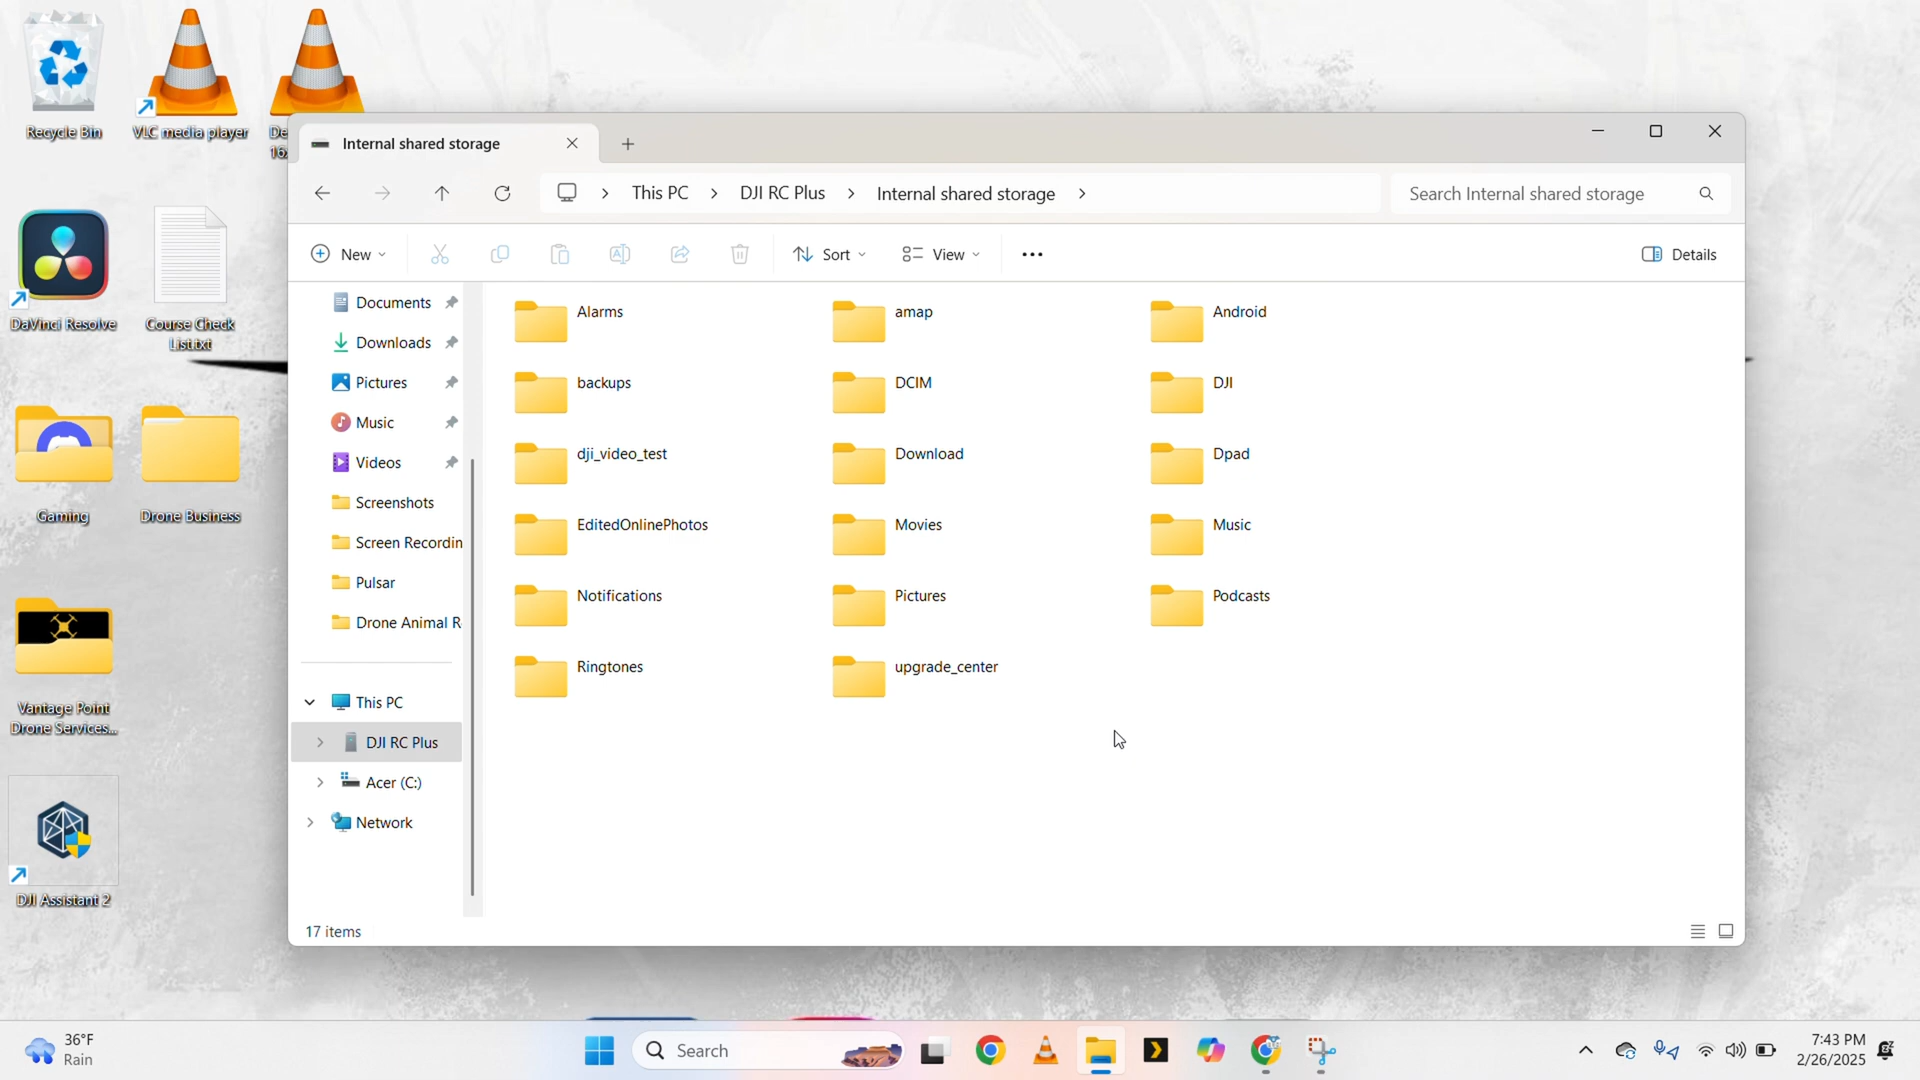 Recycle Bin
VLC media player
De
16
DaVinci Resolve
Course Check
List.txt
Gaming
Drone Business
Vantage Point
Drone Services...
DJI Assistant 2
Internal shared storage
This PC
DJI RC Plus
Internal shared storage
Search Internal shared storage
New
Sort
View
Details
Documents
Downloads
Pictures
Music
Videos
Screenshots
Screen Recordin
Pulsar
Drone Animal R
This PC
DJI RC Plus
Acer (C:)
Network
Alarms
amap
Android
backups
DCIM
DJI
dji_video_test
Download
Dpad
EditedOnlinePhotos
Movies
Music
Notifications
Pictures
Podcasts
Ringtones
upgrade_center
17 items
36°F
Rain
Search
7:43 PM
2/26/2025